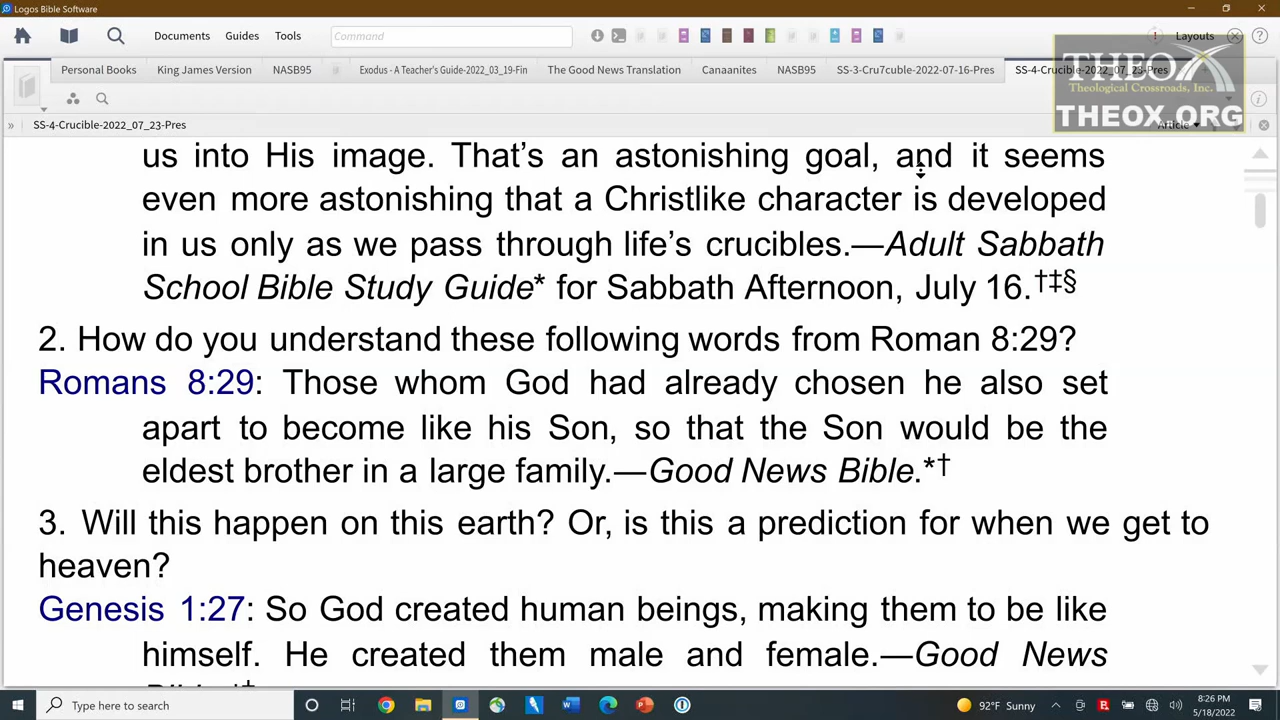 Logos Bible Software
Documents Guides Tools Command Layouts
Personal Books King James Version NASB95 2022_03_19-Fin The Good News Translation Canaanites NASB95 SS-3-Cru7cuble-2022-07-16-Pres SS-4-Crucible-2022_07_23-Pres
THEOX
Theological Crossroads, Inc.
THEOX.ORG
SS-4-Crucible-2022_07_23-Pres Article
us into His image. That’s an astonishing goal, and it seems
even more astonishing that a Christlike character is developed
in us only as we pass through life’s crucibles.—Adult Sabbath
School Bible Study Guide* for Sabbath Afternoon, July 16.†‡§
2. How do you understand these following words from Roman 8:29?
Romans 8:29: Those whom God had already chosen he also set
apart to become like his Son, so that the Son would be the
eldest brother in a large family.—Good News Bible.*†
3. Will this happen on this earth? Or, is this a prediction for when we get to
heaven?
Genesis 1:27: So God created human beings, making them to be like
himself. He created them male and female.—Good News
Type here to search 92°F Sunny 8:26 PM
5/18/2022